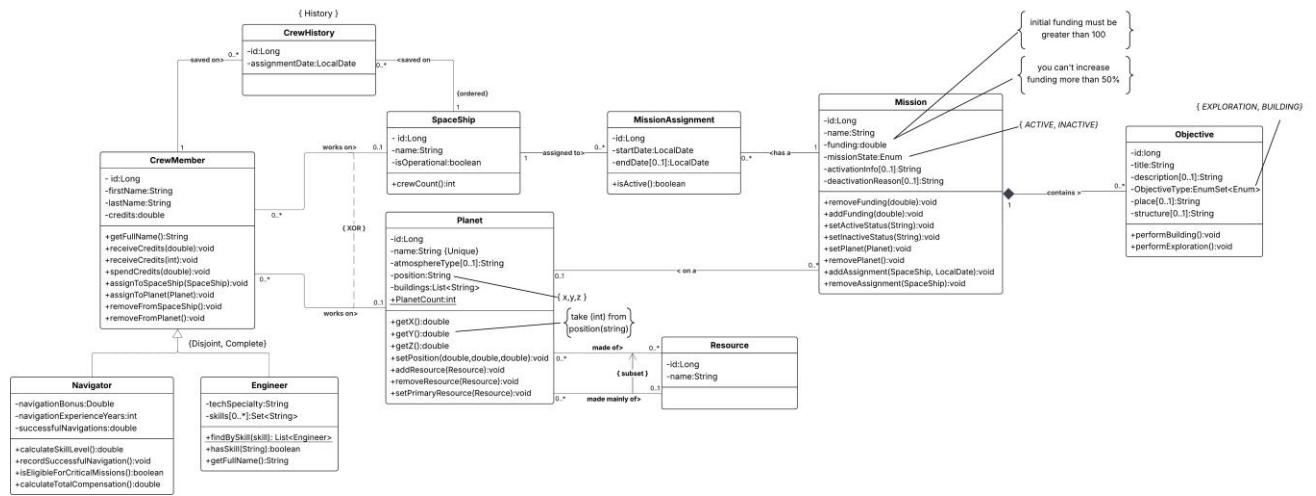 { History }
CrewHistory
-id:Long
-assignmentDate:LocalDate
0..*
saved on>
0..*
<saved on
{ordered}
1
1
SpaceShip
- id:Long
-name:String
-isOperational:boolean
+crewCount():int
works on>
0..1
0..*
1
assigned to>
0..*
MissionAssignment
-id:Long
-startDate:LocalDate
-endDate[0..1]:LocalDate
+isActive():boolean
0..*
<has a
1
Mission
-id:Long
-name:String
-funding:double
-missionState:Enum
-activationInfo[0..1]:String
-deactivationReason[0..1]:String
+removeFunding(double):void
+addFunding(double):void
+setActiveStatus(String):void
+setInactiveStatus(String):void
+setPlanet(Planet):void
+removePlanet():void
+addAssignment(SpaceShip, LocalDate):void
+removeAssignment(SpaceShip):void
initial funding must be
greater than 100
you can't increase
funding more than 50%
{ ACTIVE, INACTIVE}
{ EXPLORATION, BUILDING}
1
contains >
0..*
Objective
-id:long
-title:String
-description[0..1]:String
-ObjectiveType:EnumSet<Enum>
-place[0..1]:String
-structure[0..1]:String
+performBuilding():void
+performExploration():void
CrewMember
- id:Long
-firstName:String
-lastName:String
-credits:double
+getFullName():String
+receiveCredits(double):void
+receiveCredits(int):void
+spendCredits(double):void
+assignToSpaceShip(SpaceShip):void
+assignToPlanet(Planet):void
+removeFromSpaceShip():void
+removeFromPlanet():void
{ XOR }
0..*
works on>
0..1
Planet
-id:Long
-name:String {Unique}
-atmosphereType[0..1]:String
-position:String
-buildings:List<String>
+PlanetCount:int
+getX():double
+getY():double
+getZ():double
+setPosition(double,double,double):void
+addResource(Resource):void
+removeResource(Resource):void
+setPrimaryResource(Resource):void
0..1
< on a
0..*
{ x,y,z }
take (int) from
position(string)
made of>
0..*
0..*
{ subset }
0..*
made mainly of>
0..1
Resource
-id:Long
-name:String
{Disjoint, Complete}
Navigator
-navigationBonus:Double
-navigationExperienceYears:int
-successfulNavigations:double
+calculateSkillLevel():double
+recordSuccessfulNavigation():void
+isEligibleForCriticalMissions():boolean
+calculateTotalCompensation():double
Engineer
-techSpecialty:String
-skills[0..*]:Set<String>
+findBySkill(skill): List<Engineer>
+hasSkill(String):boolean
+getFullName():String